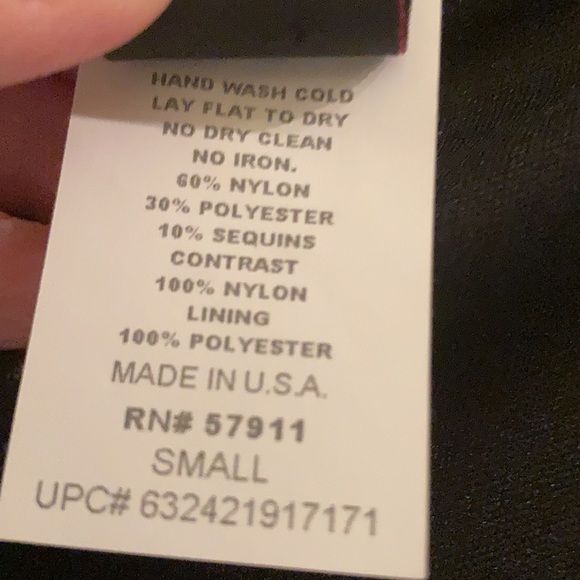 HAND WASH COLD
LAY FLAT TO DRY
NO DRY CLEAN
NO IRON.
60% NYLON
30% POLYESTER
10% SEQUINS
CONTRAST
100% NYLON
LINING
100% POLYESTER
MADE IN U.S.A.
RN# 57911
SMALL
UPC# 632421917171